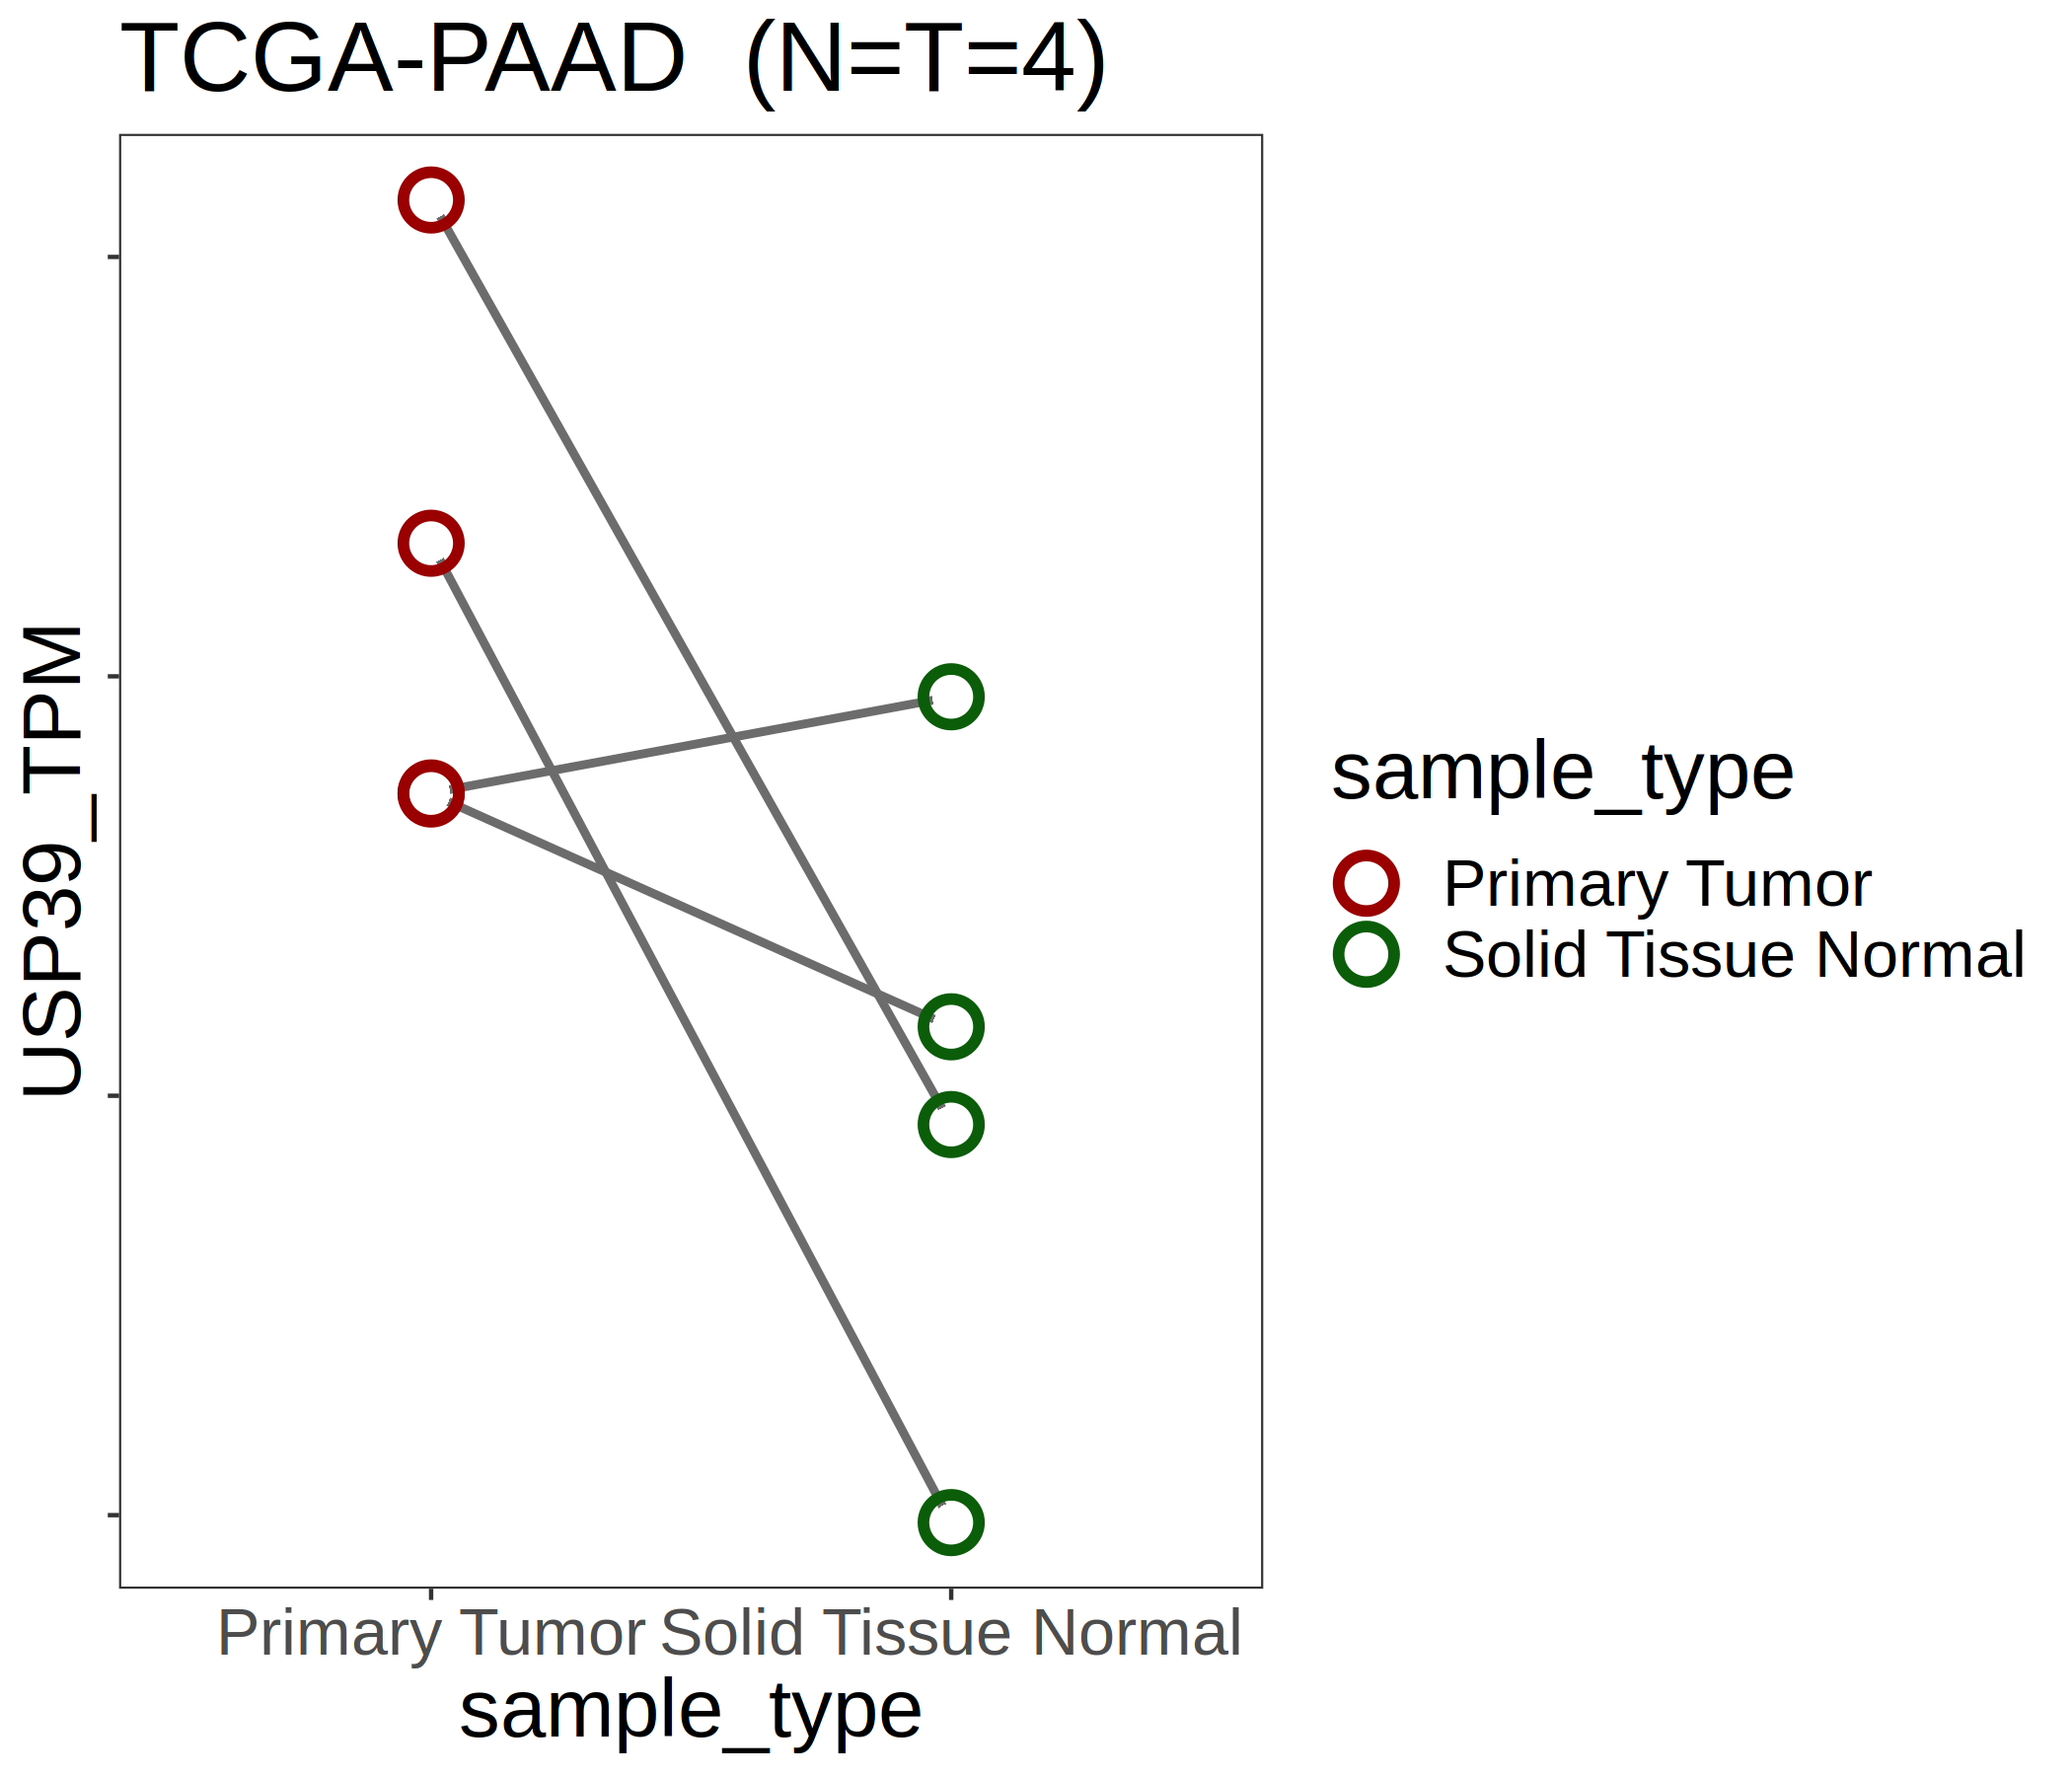 TCGA-PAAD  (N=T=4)
USP39_TPM
Primary Tumor Solid Tissue Normal
sample_type
sample_type
Primary Tumor
Solid Tissue Normal